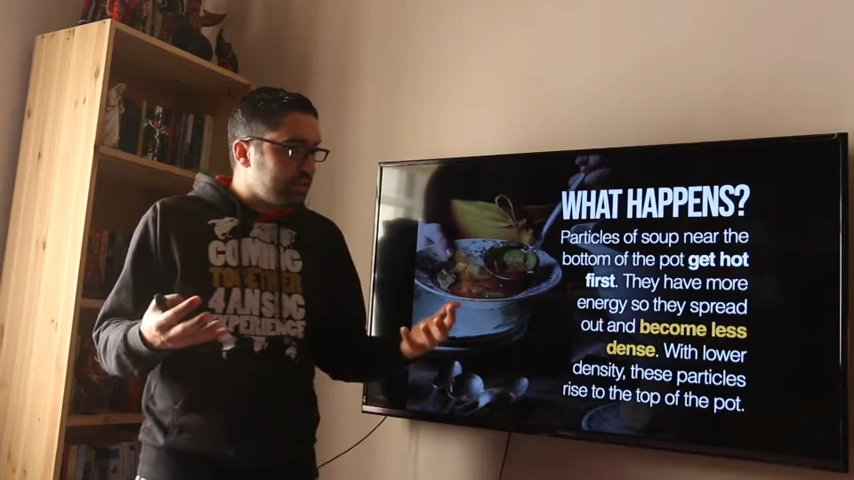 COMING
TOGETHER
4 ANSING
EXPERIENCE
WHAT HAPPENS?
Particles of soup near the
bottom of the pot get hot
first. They have more
energy so they spread
out and become less
dense. With lower
density, these particles
rise to the top of the pot.